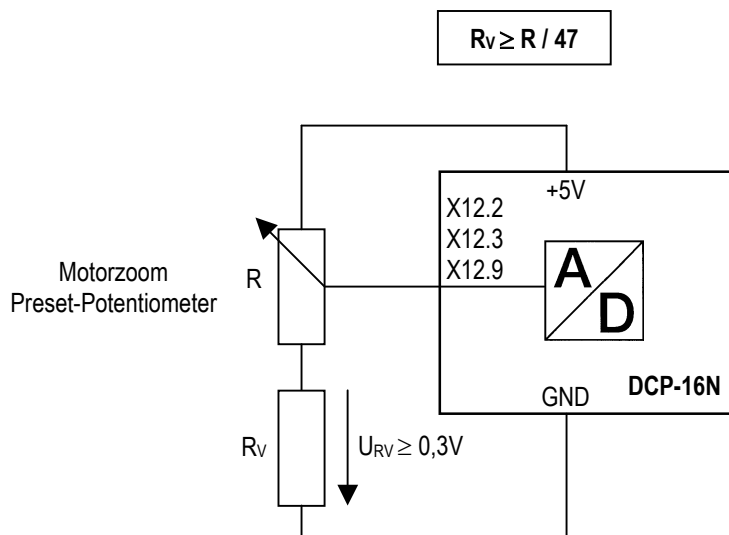 Rv ≥ R / 47
+5V
X12.2
X12.3
X12.9
Motorzoom
Preset-Potentiometer
R
A
D
DCP-16N
GND
Rv
URV ≥ 0,3V